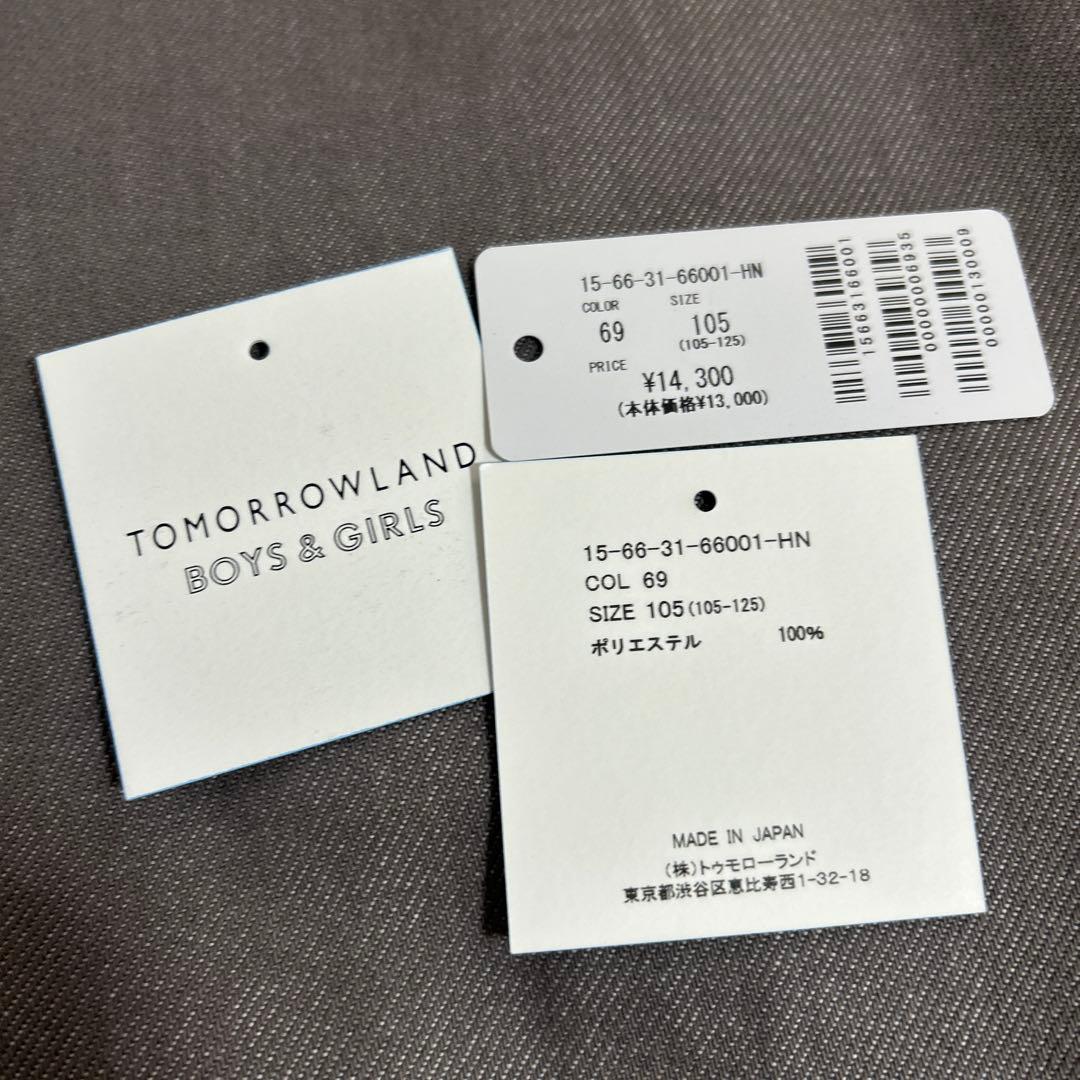 TOMORROWLAND
BOYS & GIRLS
15-66-31-66001-HN
COLOR SIZE
69 105
(105-125)
PRICE
¥14,300
(本体価格¥13,000)
15663166001
000000006935
0000130009
15-66-31-66001-HN
COL 69
SIZE 105(105-125)
ポリエステル 100%
MADE IN JAPAN
(株)トゥモローランド
東京都渋谷区恵比寿西1-32-18